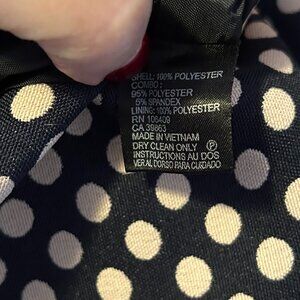 SHELL: 100% POLYESTER
COMBO:
95% POLYESTER
5% SPANDEX
LINING: 100% POLYESTER
RN 108409
CA 39863
MADE IN VIETNAM
DRY CLEAN ONLY Ⓟ
INSTRUCTIONS AU DOS
VER AL DORSO PARA CUIDADO